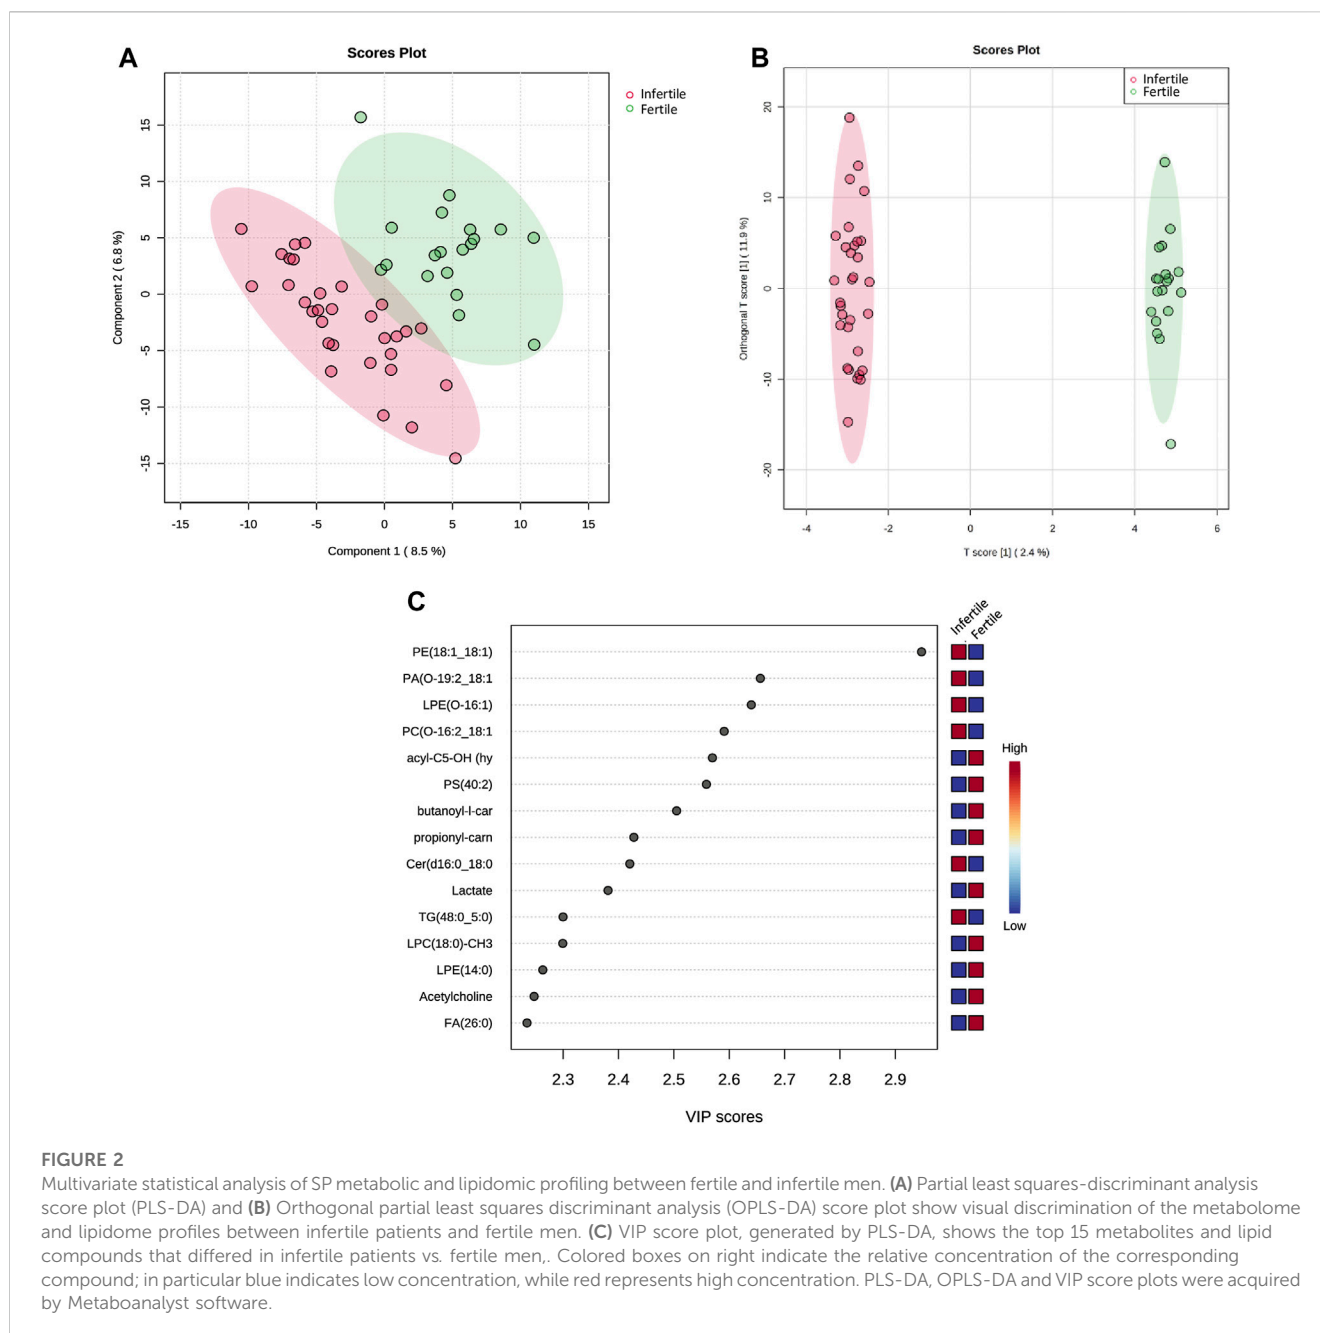 A
Scores Plot
Infertile
Fertile
Component 2 ( 6.8 %)
15
10
5
0
-5
-10
-15
-15
-10
-5
0
5
10
15
Component 1 ( 8.5 %)
B
Scores Plot
Infertile
Fertile
Orthogonal T score [1] ( 11.9 %)
20
10
0
-10
-20
-4
-2
0
2
4
6
T score [1] ( 2.4 %)
C
Infertile
Fertile
PE(18:1_18:1)
PA(O-19:2_18:1
LPE(O-16:1)
PC(O-16:2_18:1
acyl-C5-OH (hy
PS(40:2)
butanoyl-l-car
propionyl-carn
Cer(d16:0_18:0
Lactate
TG(48:0_5:0)
LPC(18:0)-CH3
LPE(14:0)
Acetylcholine
FA(26:0)
High
Low
2.3
2.4
2.5
2.6
2.7
2.8
2.9
VIP scores
FIGURE 2
Multivariate statistical analysis of SP metabolic and lipidomic profiling between fertile and infertile men. (A) Partial least squares-discriminant analysis
score plot (PLS-DA) and (B) Orthogonal partial least squares discriminant analysis (OPLS-DA) score plot show visual discrimination of the metabolome
and lipidome profiles between infertile patients and fertile men. (C) VIP score plot, generated by PLS-DA, shows the top 15 metabolites and lipid
compounds that differed in infertile patients vs. fertile men,. Colored boxes on right indicate the relative concentration of the corresponding
compound; in particular blue indicates low concentration, while red represents high concentration. PLS-DA, OPLS-DA and VIP score plots were acquired
by Metaboanalyst software.